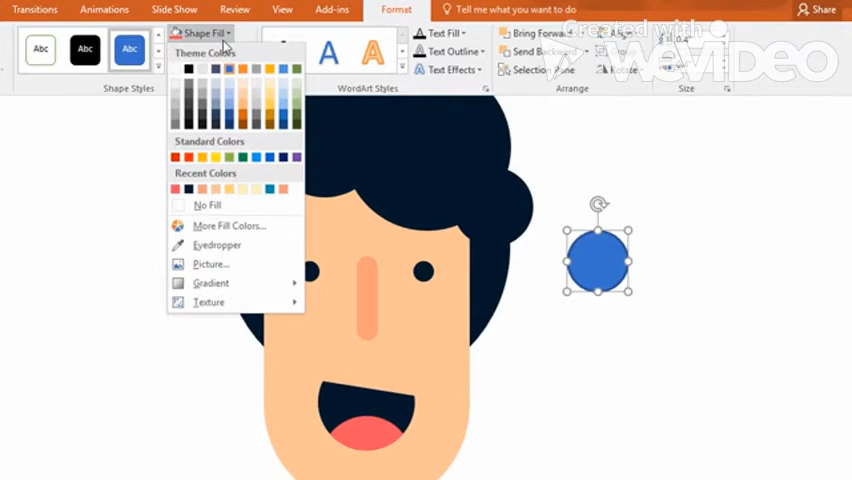 Transitions Animations Slide Show Review View Add-ins Format Tell me what you want to do Share
Abc Abc Abc
Shape Fill
Text Fill
Text Outline
Text Effects
Bring Forward
Send Backward
Selection Pane
Align
Rotate
Created with
WeVideo
Shape Styles WordArt Styles Arrange Size
Theme Colors
Standard Colors
Recent Colors
No Fill
More Fill Colors...
Eyedropper
Picture...
Gradient
Texture